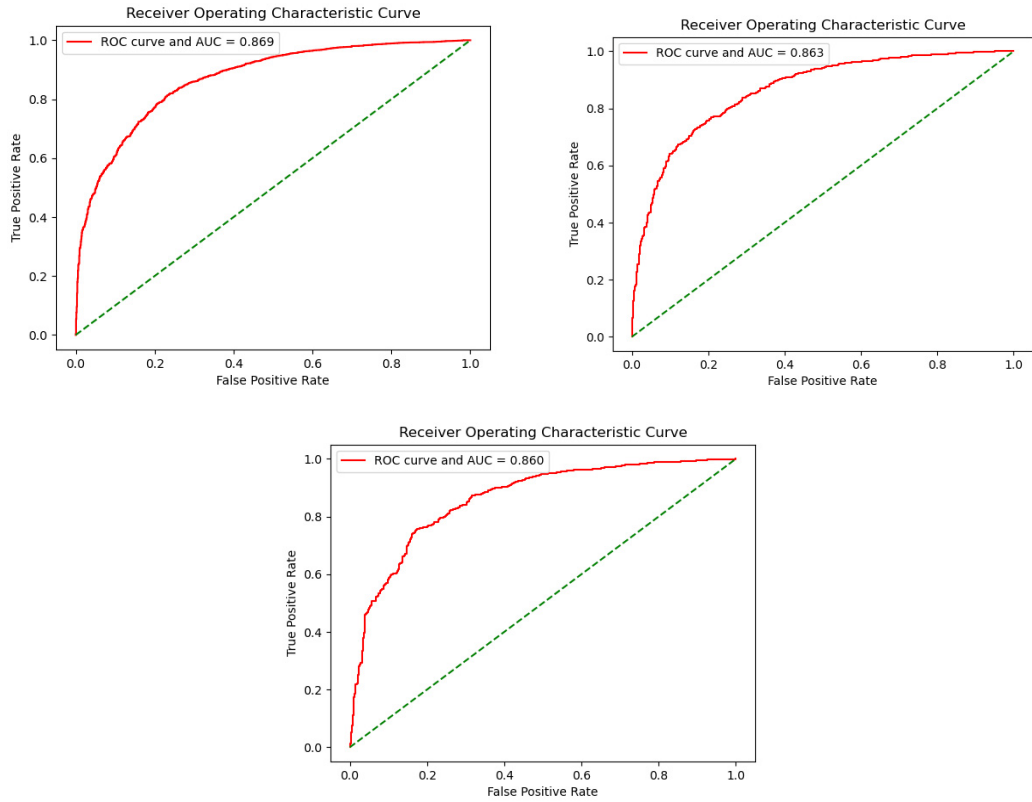 Receiver Operating Characteristic Curve
ROC curve and AUC = 0.869
1.0
0.8
0.6
0.4
0.2
0.0
True Positive Rate
0.0 0.2 0.4 0.6 0.8 1.0
False Positive Rate
Receiver Operating Characteristic Curve
ROC curve and AUC = 0.863
1.0
0.8
0.6
0.4
0.2
0.0
True Positive Rate
0.0 0.2 0.4 0.6 0.8 1.0
False Positive Rate
Receiver Operating Characteristic Curve
ROC curve and AUC = 0.860
1.0
0.8
0.6
0.4
0.2
0.0
True Positive Rate
0.0 0.2 0.4 0.6 0.8 1.0
False Positive Rate